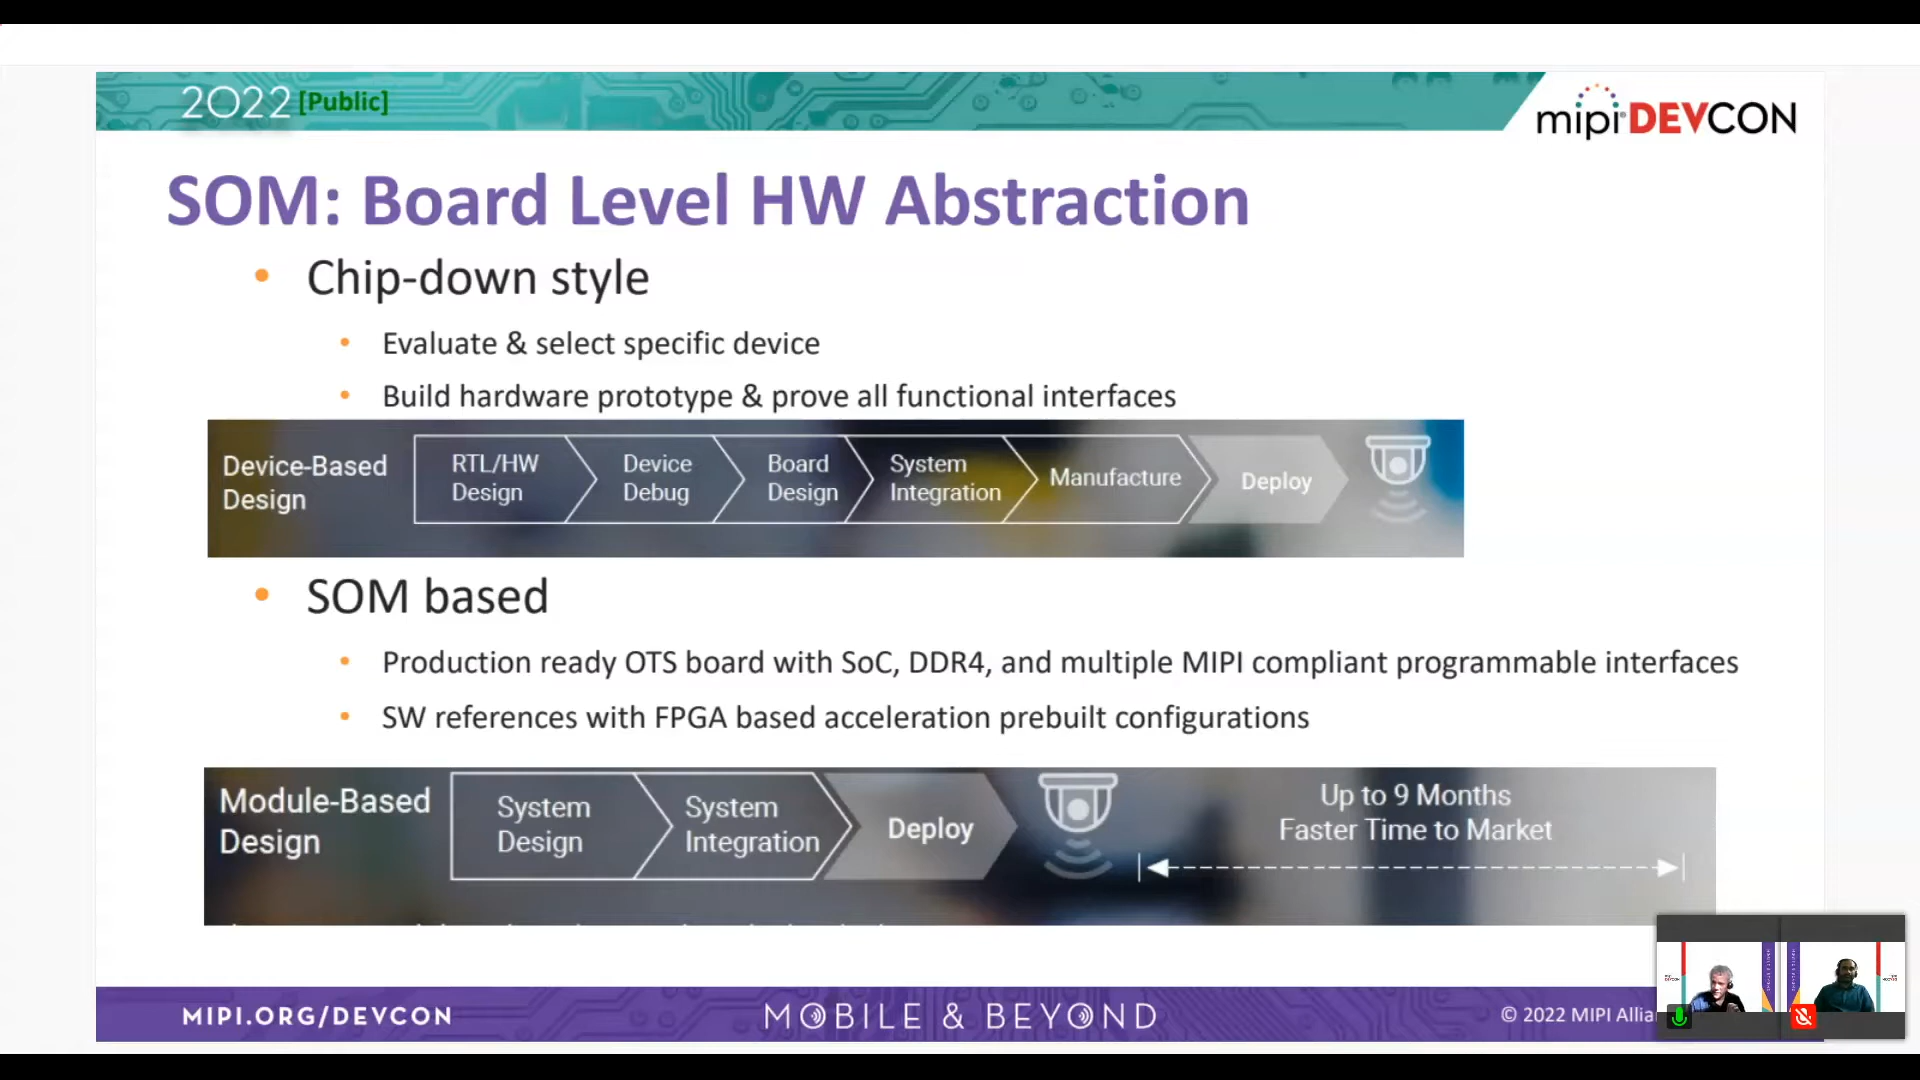 2022 [Public]
mipi DEVCON
SOM: Board Level HW Abstraction
• Chip-down style
• Evaluate & select specific device
• Build hardware prototype & prove all functional interfaces
Device-Based
Design
RTL/HW
Design
Device
Debug
Board
Design
System
Integration
Manufacture
Deploy
• SOM based
• Production ready OTS board with SoC, DDR4, and multiple MIPI compliant programmable interfaces
• SW references with FPGA based acceleration prebuilt configurations
Module-Based
Design
System
Design
System
Integration
Deploy
Up to 9 Months
Faster Time to Market
MIPI.ORG/DEVCON
MOBILE & BEYOND
© 2022 MIPI